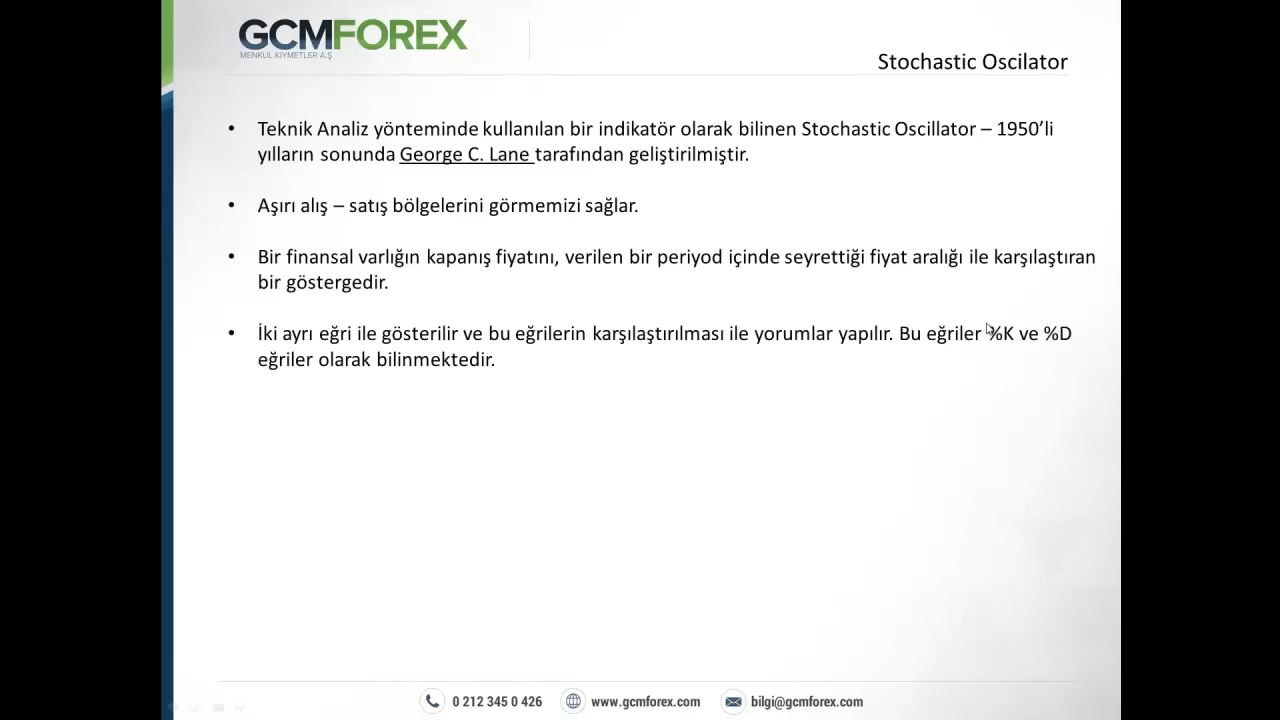 GCMFOREX
MENKUL KIYMETLER A.Ş
Stochastic Oscilator
• Teknik Analiz yönteminde kullanılan bir indikatör olarak bilinen Stochastic Oscillator – 1950’li
yılların sonunda George C. Lane tarafından geliştirilmiştir.
• Aşırı alış – satış bölgelerini görmemizi sağlar.
• Bir finansal varlığın kapanış fiyatını, verilen bir periyod içinde seyrettiği fiyat aralığı ile karşılaştıran
bir göstergedir.
• İki ayrı eğri ile gösterilir ve bu eğrilerin karşılaştırılması ile yorumlar yapılır. Bu eğriler %K ve %D
eğriler olarak bilinmektedir.
0 212 345 0 426 www.gcmforex.com bilgi@gcmforex.com